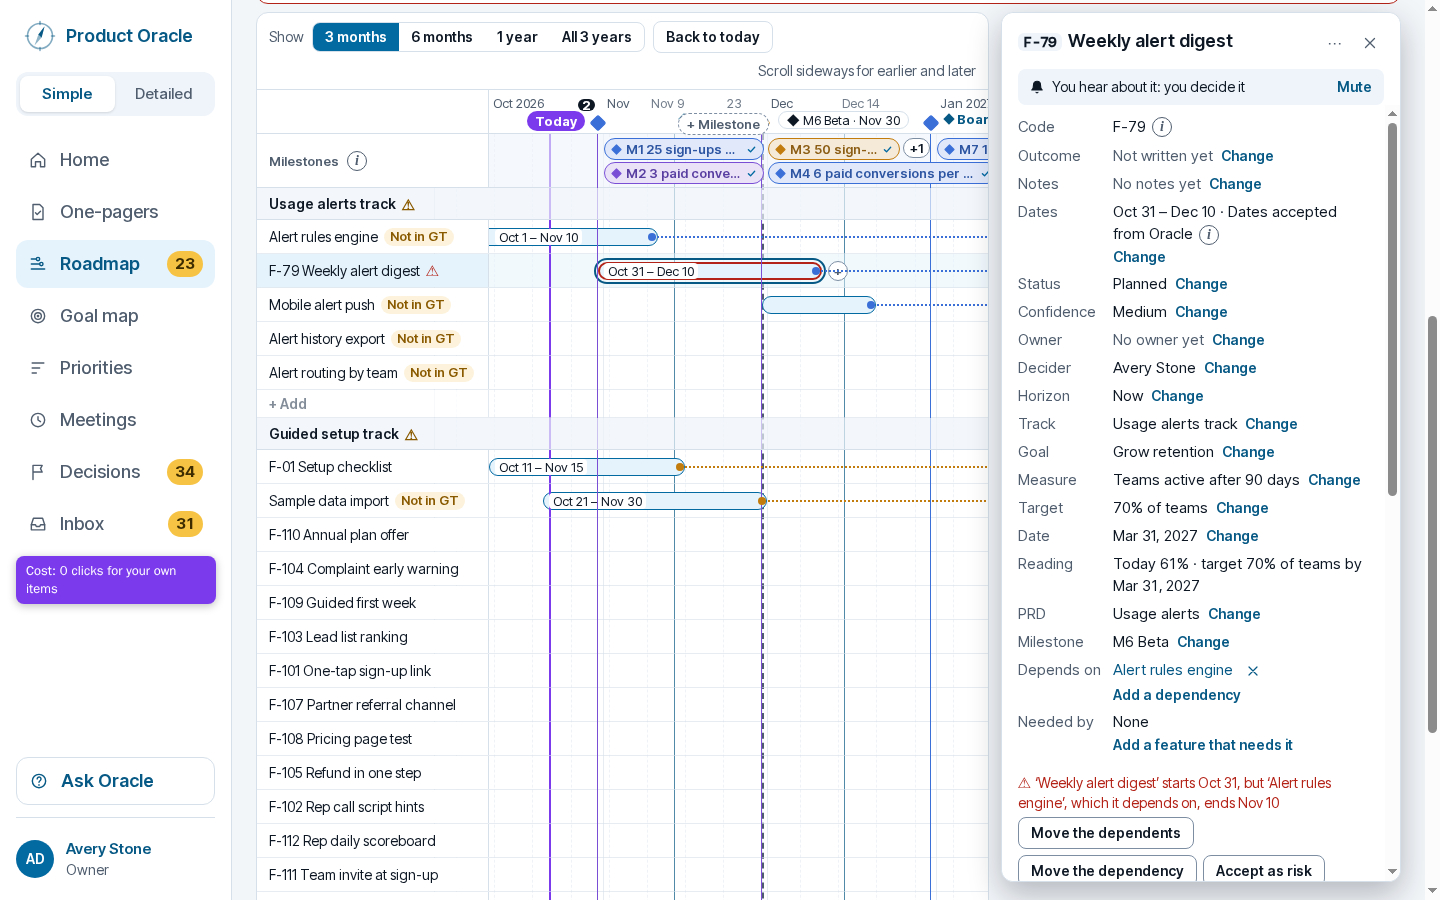 Product Oracle
Simple
Detailed
Home
One-pagers
Roadmap 23
Goal map
Priorities
Meetings
Decisions 34
Inbox 31
Cost: 0 clicks for your own
items
Ask Oracle
AD
Avery Stone
Owner
Show
3 months
6 months
1 year
All 3 years
Back to today
Scroll sideways for earlier and later
Oct 2026
2
Nov
Nov 9
23
Dec
Dec 14
Jan 2027
Today
+ Milestone
M6 Beta · Nov 30
Boar
Milestones i
M1 25 sign-ups ...
M3 50 sign-...
+1
M7 1
M2 3 paid conve...
M4 6 paid conversions per ...
Usage alerts track
Alert rules engine Not in GT
Oct 1 – Nov 10
F-79 Weekly alert digest
Oct 31 – Dec 10
Mobile alert push Not in GT
Alert history export Not in GT
Alert routing by team Not in GT
+ Add
Guided setup track
F-01 Setup checklist
Oct 11 – Nov 15
Sample data import Not in GT
Oct 21 – Nov 30
F-110 Annual plan offer
F-104 Complaint early warning
F-109 Guided first week
F-103 Lead list ranking
F-101 One-tap sign-up link
F-107 Partner referral channel
F-108 Pricing page test
F-105 Refund in one step
F-102 Rep call script hints
F-112 Rep daily scoreboard
F-111 Team invite at sign-up
F-79 Weekly alert digest
You hear about it: you decide it
Mute
Code F-79 i
Outcome Not written yet Change
Notes No notes yet Change
Dates Oct 31 – Dec 10 · Dates accepted
from Oracle i
Change
Status Planned Change
Confidence Medium Change
Owner No owner yet Change
Decider Avery Stone Change
Horizon Now Change
Track Usage alerts track Change
Goal Grow retention Change
Measure Teams active after 90 days Change
Target 70% of teams Change
Date Mar 31, 2027 Change
Reading Today 61% · target 70% of teams by
Mar 31, 2027
PRD Usage alerts Change
Milestone M6 Beta Change
Depends on Alert rules engine
Add a dependency
Needed by None
Add a feature that needs it
‘Weekly alert digest’ starts Oct 31, but ‘Alert rules
engine’, which it depends on, ends Nov 10
Move the dependents
Move the dependency
Accept as risk